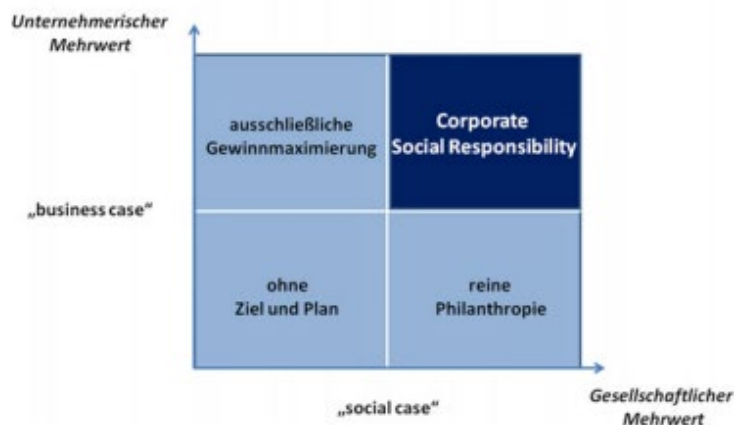 Unternehmerischer
Mehrwert
ausschließliche
Gewinnmaximierung
Corporate
Social Responsibility
„business case“
ohne
Ziel und Plan
reine
Philanthropie
„social case“
Gesellschaftlicher
Mehrwert